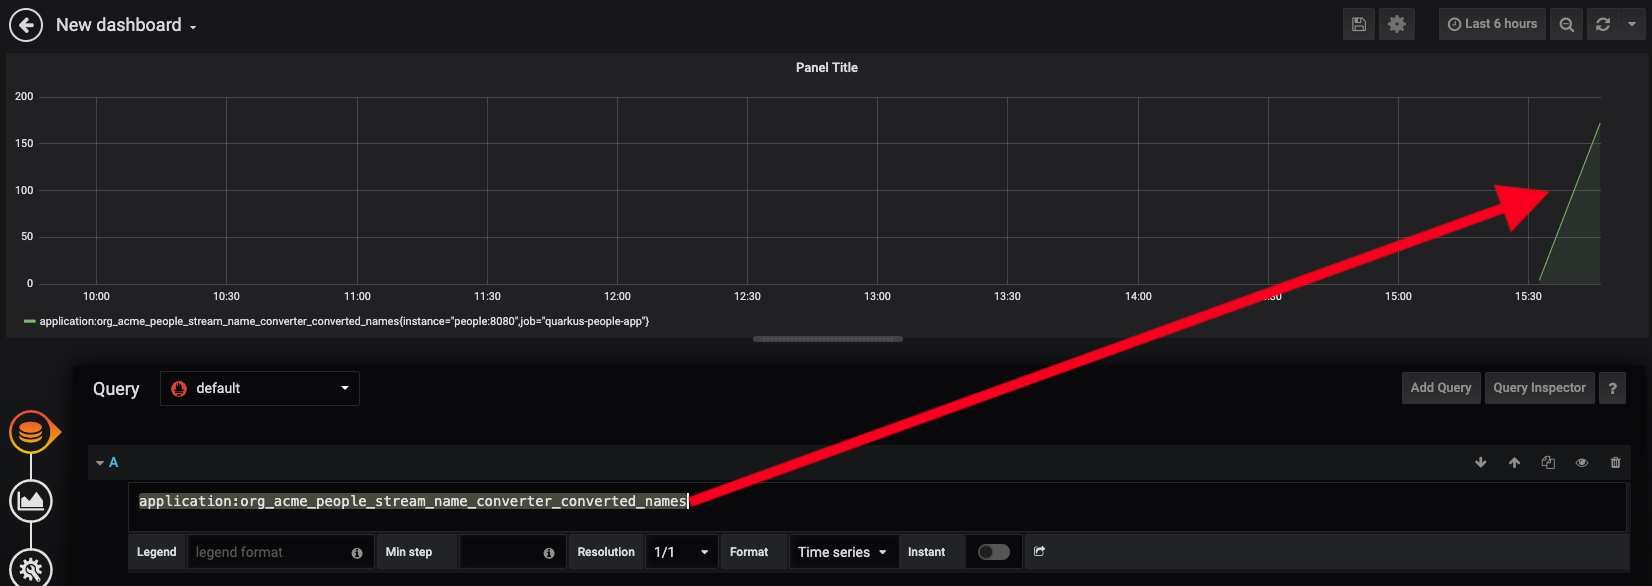 New dashboard
Last 6 hours
Panel Title
200
150
100
50
0
10:00 10:30 11:00 11:30 12:00 12:30 13:00 13:30 14:00 15:00 15:30
application:org_acme_people_stream_name_converter_converted_names{instance="people:8080",job="quarkus-people-app"}
Query default Add Query Query Inspector ?
A
application:org_acme_people_stream_name_converter_converted_names
Legend legend format Min step Resolution 1/1 Format Time series Instant